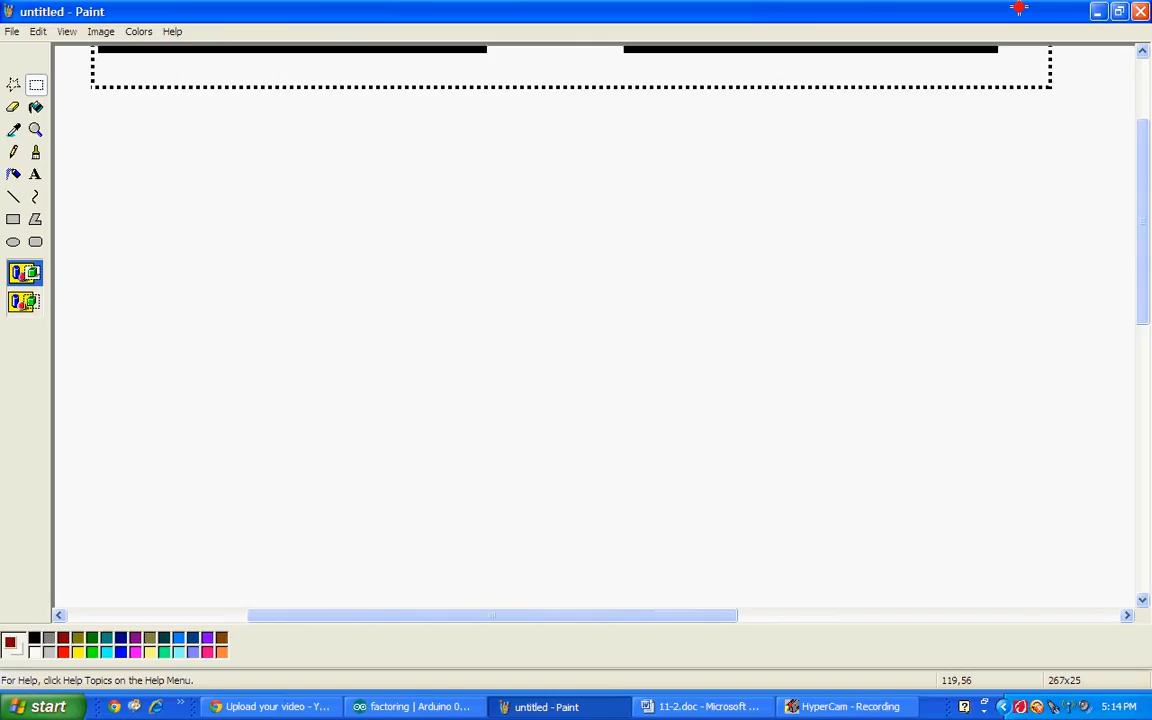 untitled - Paint
File Edit View Image Colors Help
A
For Help, click Help Topics on the Help Menu.
119,56
267x25
start
Upload your video - Y...
factoring | Arduino 0...
untitled - Paint
11-2.doc - Microsoft ...
HyperCam - Recording
5:14 PM